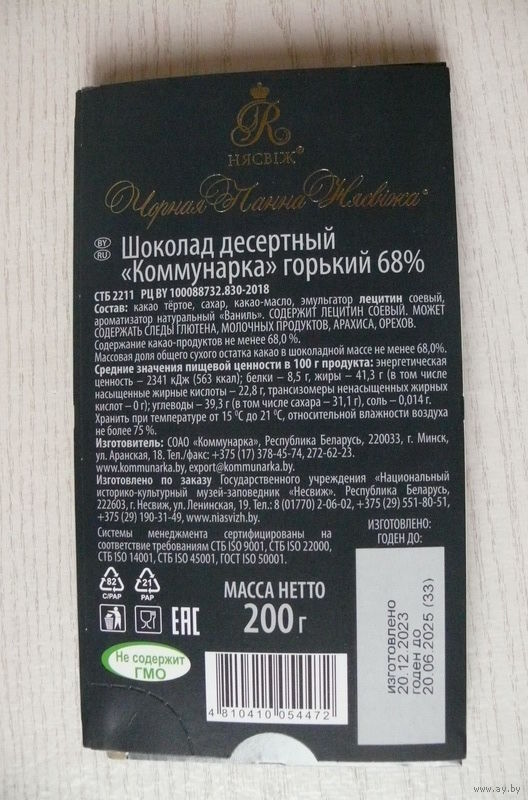 R
НЯСВІЖ®
Чорная Панна Нясвіжа®
BY
RU
Шоколад десертный
«Коммунарка» горький 68%
СТБ 2211 РЦ BY 100088732.830-2018
Состав: какао тёртое, сахар, какао-масло, эмульгатор лецитин соевый,
ароматизатор натуральный «Ваниль». СОДЕРЖИТ ЛЕЦИТИН СОЕВЫЙ. МОЖЕТ
СОДЕРЖАТЬ СЛЕДЫ ГЛЮТЕНА, МОЛОЧНЫХ ПРОДУКТОВ, АРАХИСА, ОРЕХОВ.
Содержание какао-продуктов не менее 68,0 %.
Массовая доля общего сухого остатка какао в шоколадной массе не менее 68,0%.
Средние значения пищевой ценности в 100 г продукта: энергетическая
ценность – 2341 кДж (563 ккал); белки – 8,5 г, жиры – 41,3 г (в том числе
насыщенные жирные кислоты – 22,8 г, трансизомеры ненасыщенных жирных
кислот – 0 г); углеводы – 39,3 г (в том числе сахара – 31,1 г), соль – 0,014 г.
Хранить при температуре от 15 °С до 21 °С, относительной влажности воздуха
не более 75 %.
Изготовитель: СОАО «Коммунарка», Республика Беларусь, 220033, г. Минск,
ул. Аранская, 18. Тел./факс: +375 (17) 378-45-74, 272-62-23.
www.kommunarka.by, export@kommunarka.by.
Изготовлено по заказу Государственного учреждения «Национальный
историко-культурный музей-заповедник «Несвиж». Республика Беларусь,
222603, г. Несвиж, ул. Ленинская, 19. Тел.: 8 (01770) 2-06-02, +375 (29) 551-80-51,
+375 (29) 190-31-49, www.niasvizh.by
Системы менеджмента сертифицированы на
соответствие требованиям СТБ ISO 9001, СТБ ISO 22000,
СТБ ISO 14001, СТБ ISO 45001, ГОСТ ISO 50001.
ИЗГОТОВЛЕНО:
ГОДЕН ДО:
82
C/PAP
21
PAP
EAC
МАССА НЕТТО
200 г
Не содержит
ГМО
4 810410 054472
изготовлено
20.12.2023
годен до
20 06 2025 (33)
www.ay.by